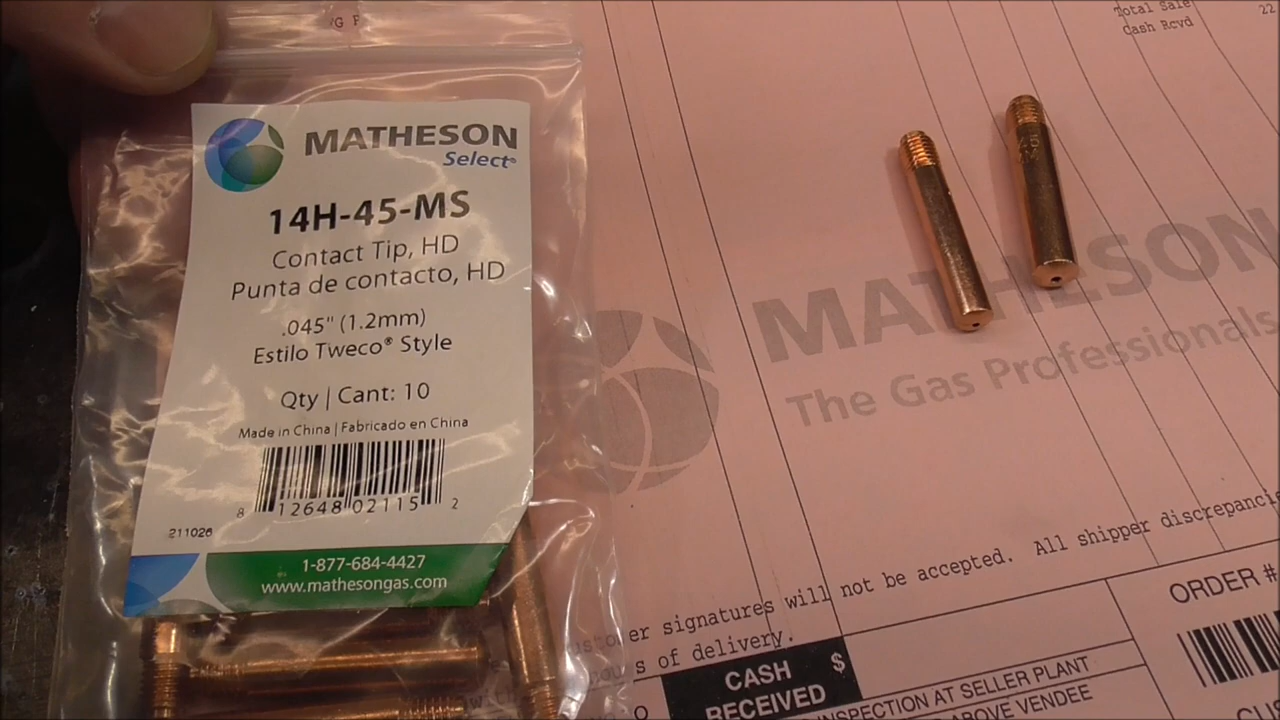 MATHESON
Select®
14H-45-MS
Contact Tip, HD
Punta de contacto, HD
.045" (1.2mm)
Estilo Tweco® Style
Qty | Cant: 10
Made in China | Fabricado en China
8 12648 02115 2
211026
1-877-684-4427
www.mathesongas.com
Total Sale 22
Cash Rcvd
MATHESON
The Gas Professionals
will not be accepted. All shipper
er signatures
s of delivery.
CASH
RECEIVED
$
INSPECTION AT SELLER PLANT
ABOVE VENDEE
ORDER #